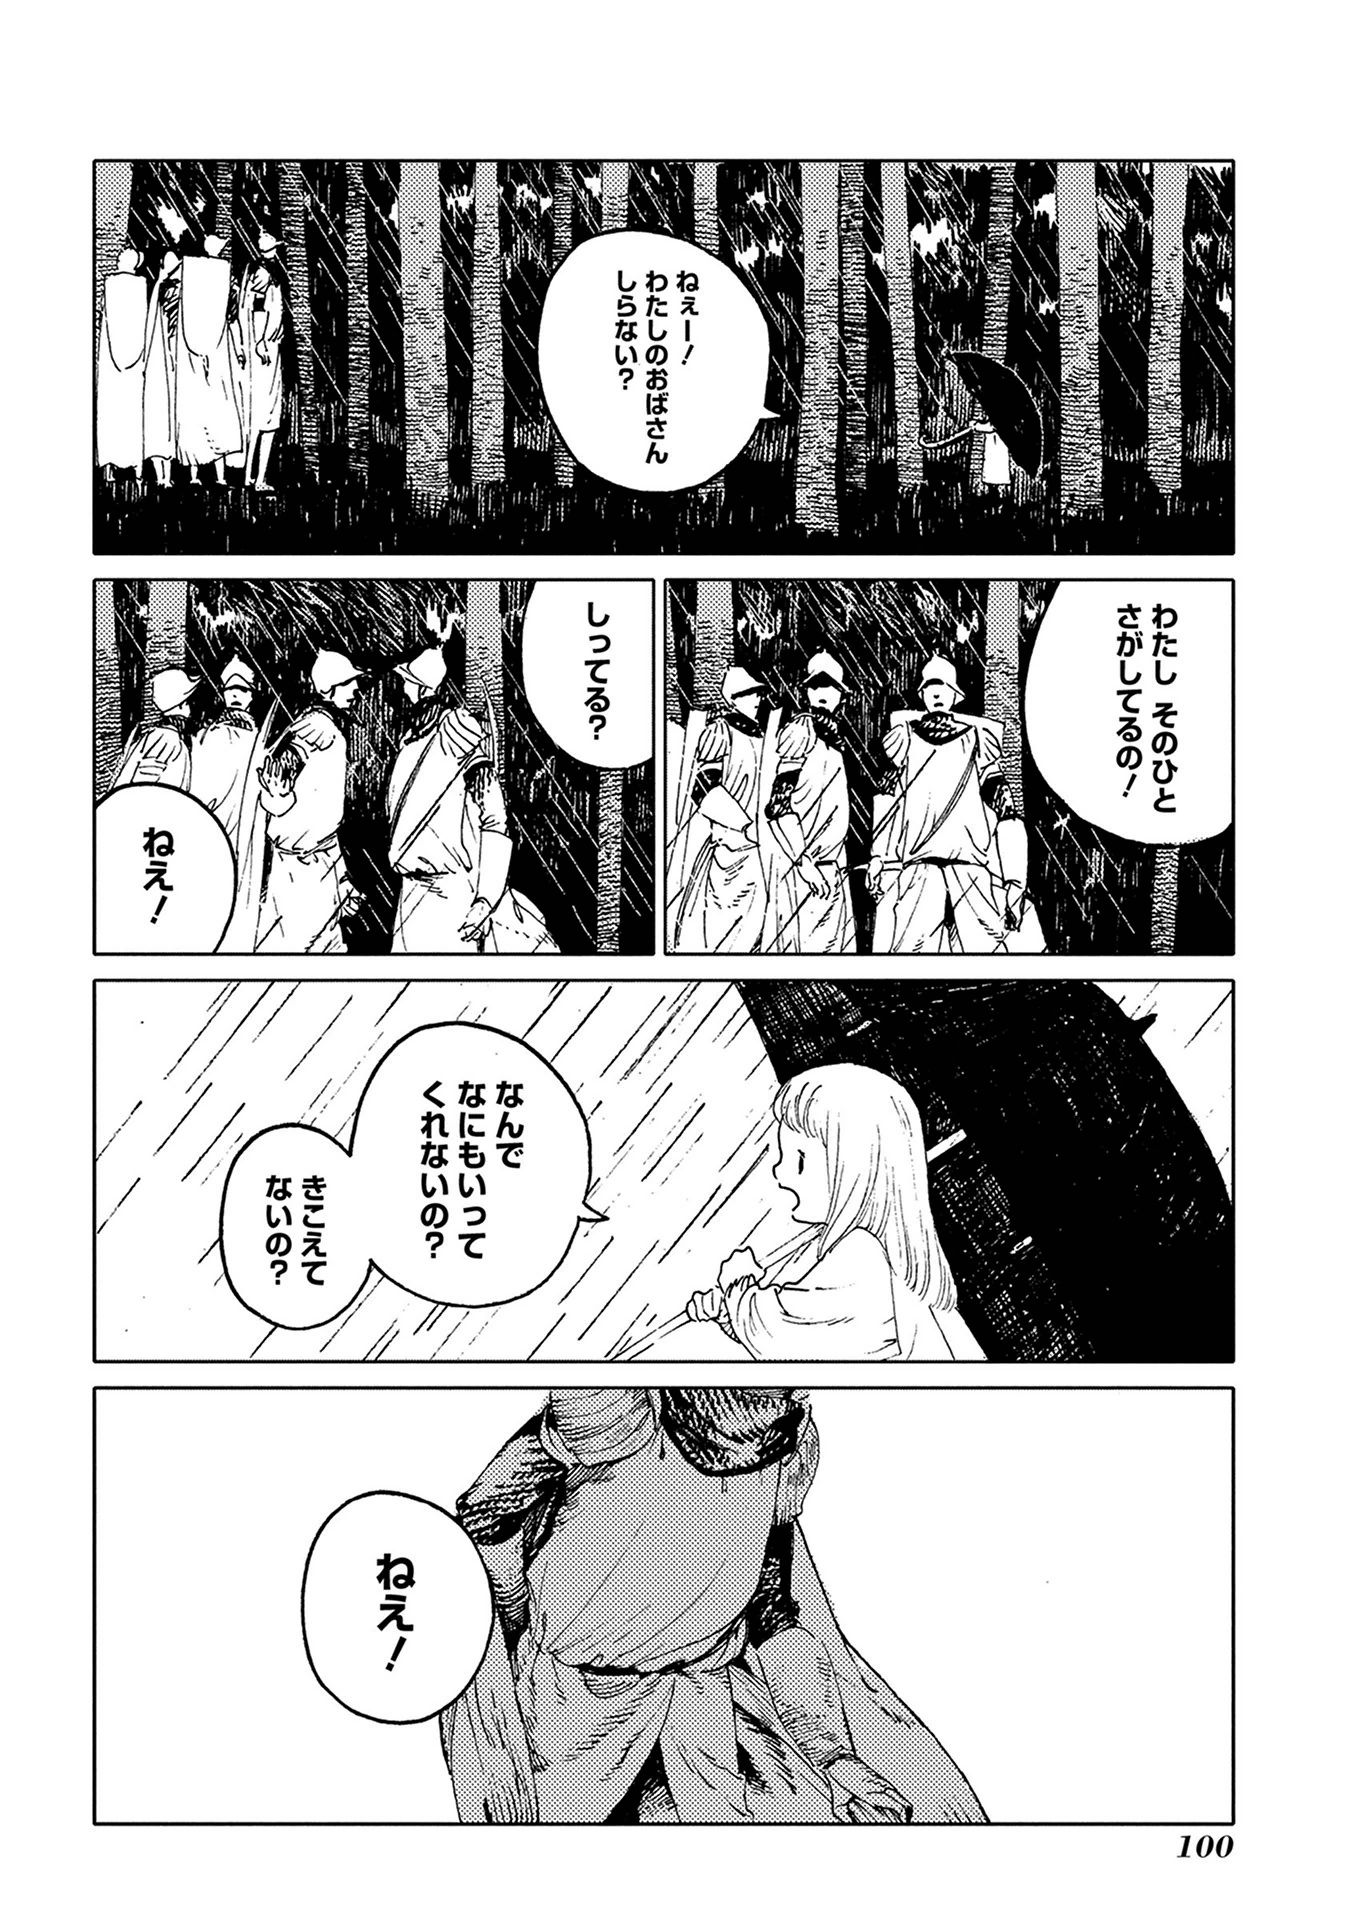 ねぇー！
わたしのおばさん
しらない？
わたし そのひと
さがしてるの！
しってる？
ねえ！
なんで
なにもいって
くれないの？
きこえて
ないの？
ねえ！
100